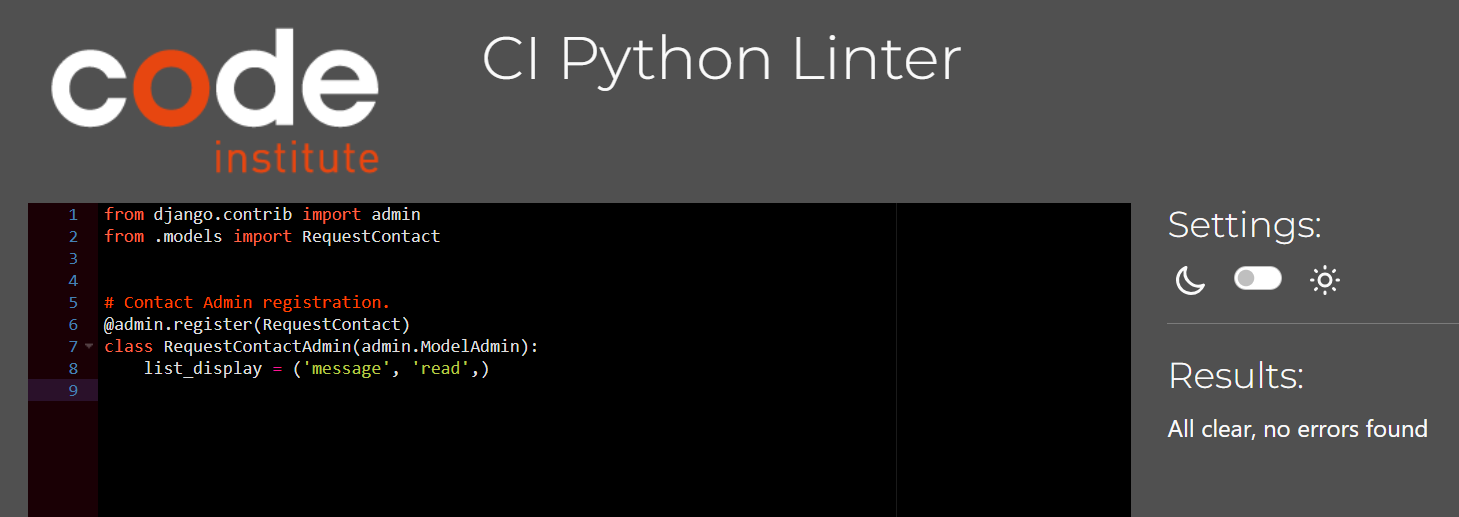 code
institute
CI Python Linter
1 from django.contrib import admin
2 from .models import RequestContact
3
4
5 # Contact Admin registration.
6 @admin.register(RequestContact)
7 class RequestContactAdmin(admin.ModelAdmin):
8     list_display = ('message', 'read',)
9
Settings:
Results:
All clear, no errors found